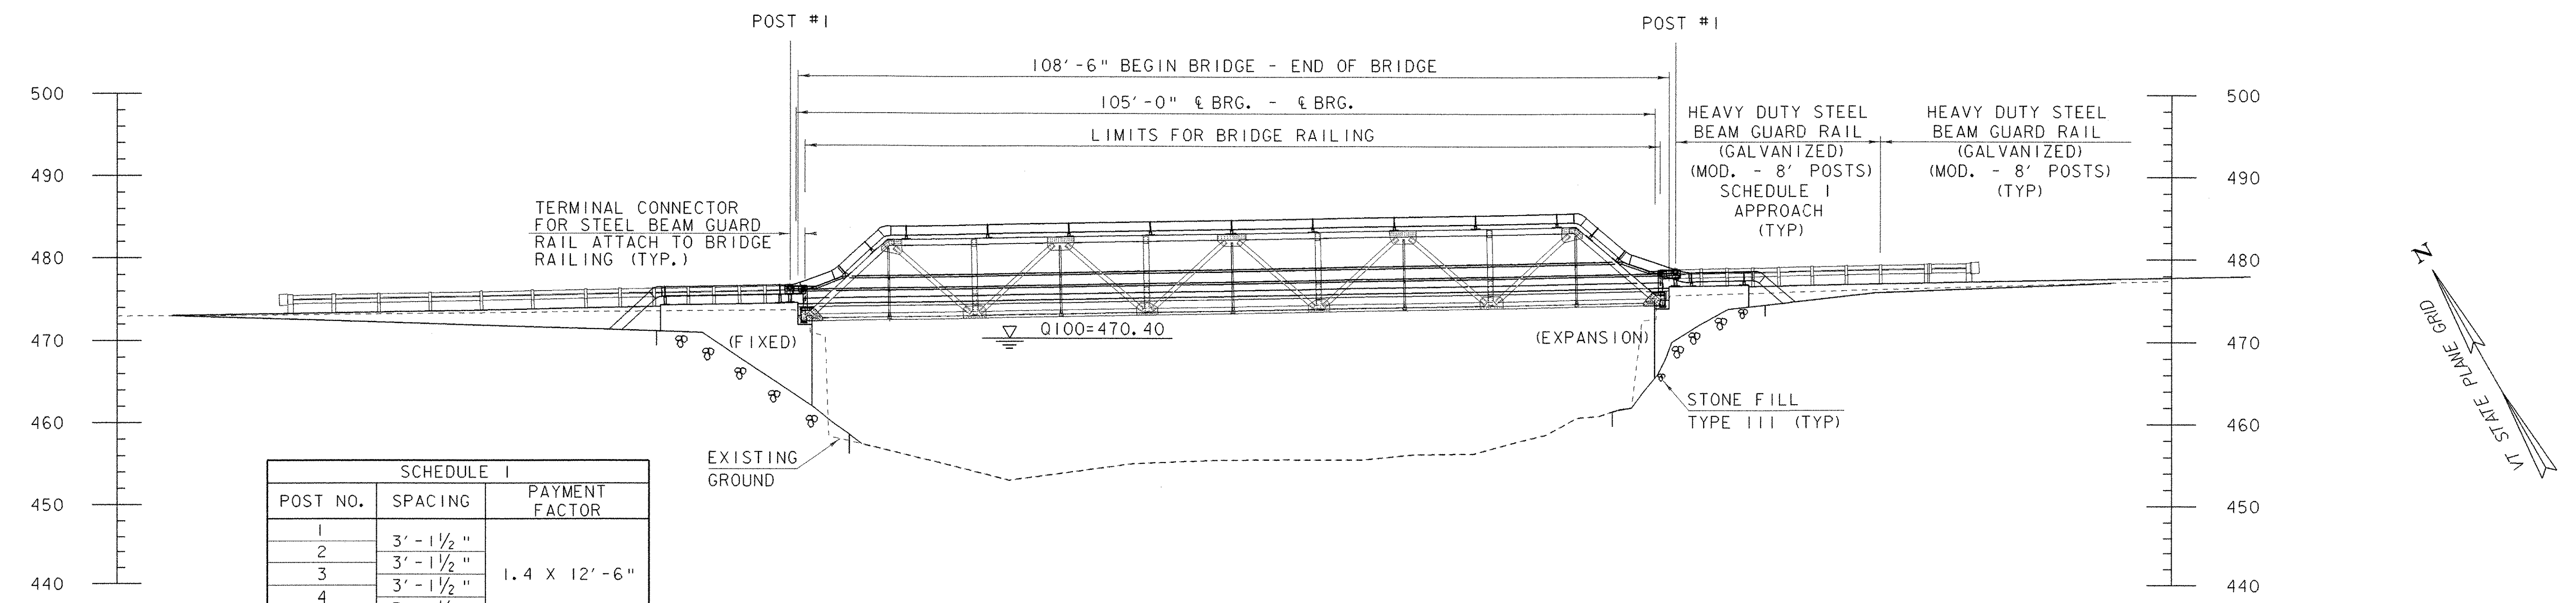 POST #1
POST #1
108'-6" BEGIN BRIDGE - END OF BRIDGE
105'-0" ℄ BRG. - ℄ BRG.
LIMITS FOR BRIDGE RAILING
HEAVY DUTY STEEL
BEAM GUARD RAIL
(GALVANIZED)
(MOD. - 8' POSTS)
SCHEDULE 1
APPROACH
(TYP)
HEAVY DUTY STEEL
BEAM GUARD RAIL
(GALVANIZED)
(MOD. - 8' POSTS)
(TYP)
TERMINAL CONNECTOR
FOR STEEL BEAM GUARD
RAIL ATTACH TO BRIDGE
RAILING (TYP.)
500
490
480
470
460
450
440
(FIXED)
Q100=470.40
(EXPANSION)
STONE FILL
TYPE III (TYP)
EXISTING
GROUND
500
490
480
470
460
450
440
N
VT STATE PLANE GRID
SCHEDULE 1
POST NO. SPACING PAYMENT
FACTOR
1
3'-1½"
2
3'-1½"
3
3'-1½"
1.4 X 12'-6"
4